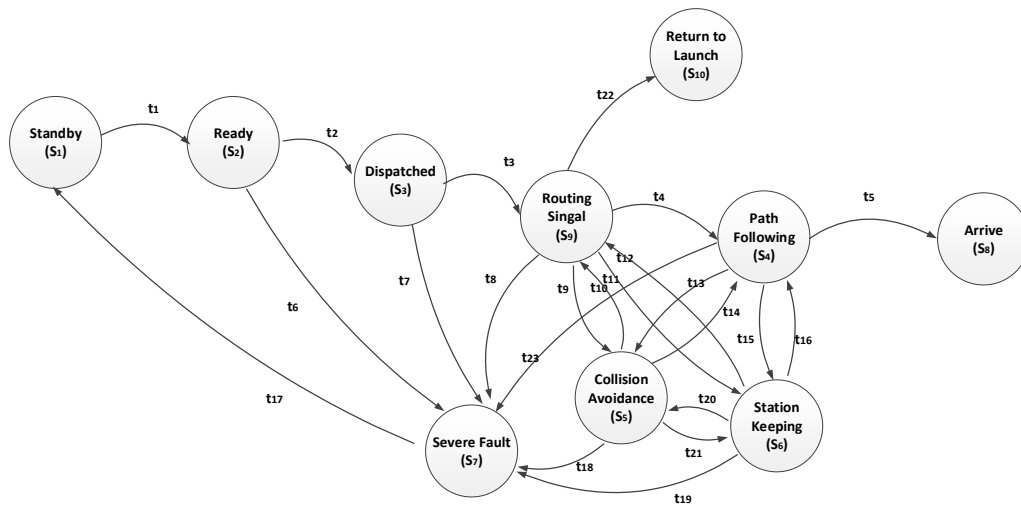 Return to
Launch
(S10)
t22
t1
Standby
(S1)
Ready
(S2)
t2
Dispatched
(S3)
t3
Routing
Singal
(S9)
t4
Path
Following
(S4)
t5
Arrive
(S8)
t6
t7
t8
t9
t10
t11
t12
t13
t14
t15
t16
t23
Collision
Avoidance
(S5)
t20
t21
Station
Keeping
(S6)
t17
Severe Fault
(S7)
t18
t19